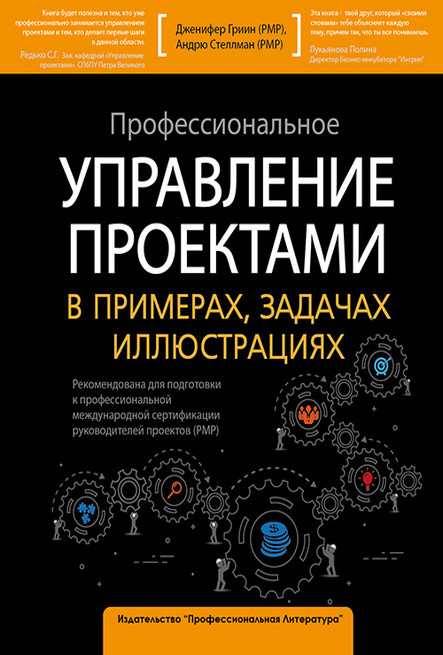 Книга будет полезна и тем, кто уже
профессионально занимается управлением
проектами и тем, кто делает первые шаги
в данной области.
Редько С.Г. Зав. кафедрой «Управление
проектами» СПБПУ Петра Великого
Дженифер Гриин (PMP),
Андрю Стеллман (PMP)
Эта книга - твой друг, который «своими
словами» тебе объясняет каждую
тему, причем так, что ты все понимаешь.
Лукьянова Полина
Директор Бизнес-инкубатора "Ингрия"
Профессиональное
УПРАВЛЕНИЕ
ПРОЕКТАМИ
В ПРИМЕРАХ, ЗАДАЧАХ
ИЛЛЮСТРАЦИЯХ
Рекомендована для подготовки
к профессиональной
международной сертификации
руководителей проектов (PMP)
Издательство "Профессиональная Литература"